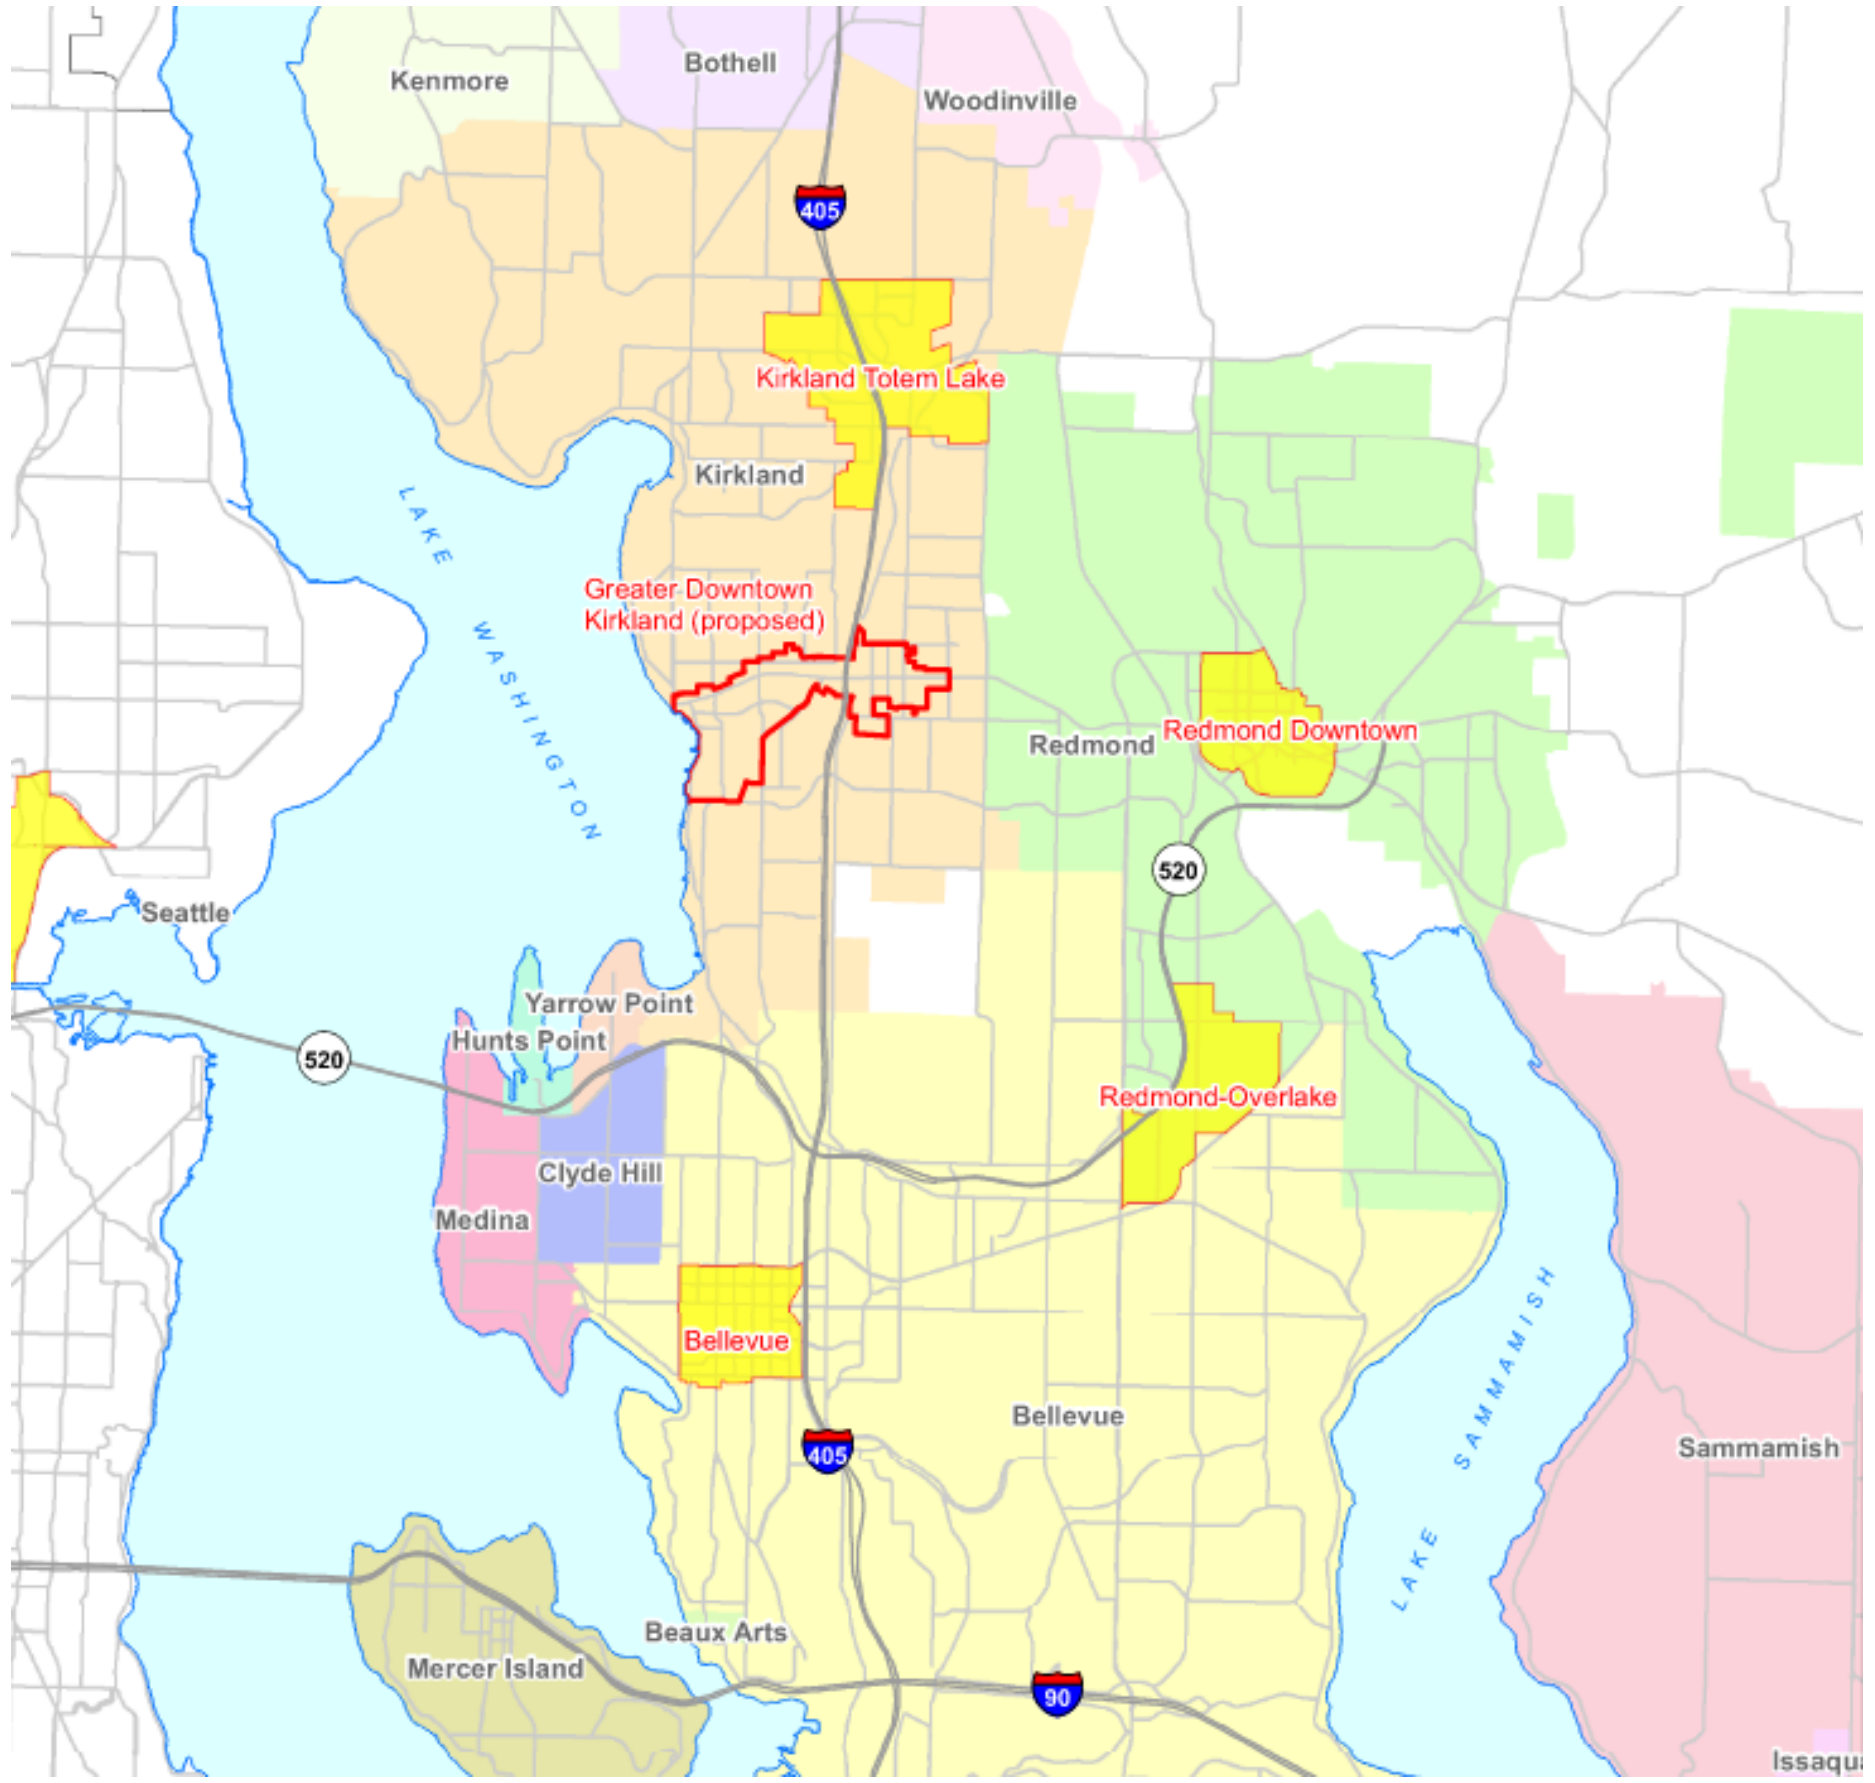 Bothell
Kenmore
Woodinville
405
Kirkland Totem Lake
Kirkland
LAKE WASHINGTON
Greater Downtown
Kirkland (proposed)
Redmond Downtown
Redmond
520
Seattle
Yarrow Point
Hunts Point
520
Redmond-Overlake
Clyde Hill
Medina
Bellevue
LAKE SAMMAMISH
Bellevue
405
Sammamish
Beaux Arts
Mercer Island
90
Issaqua